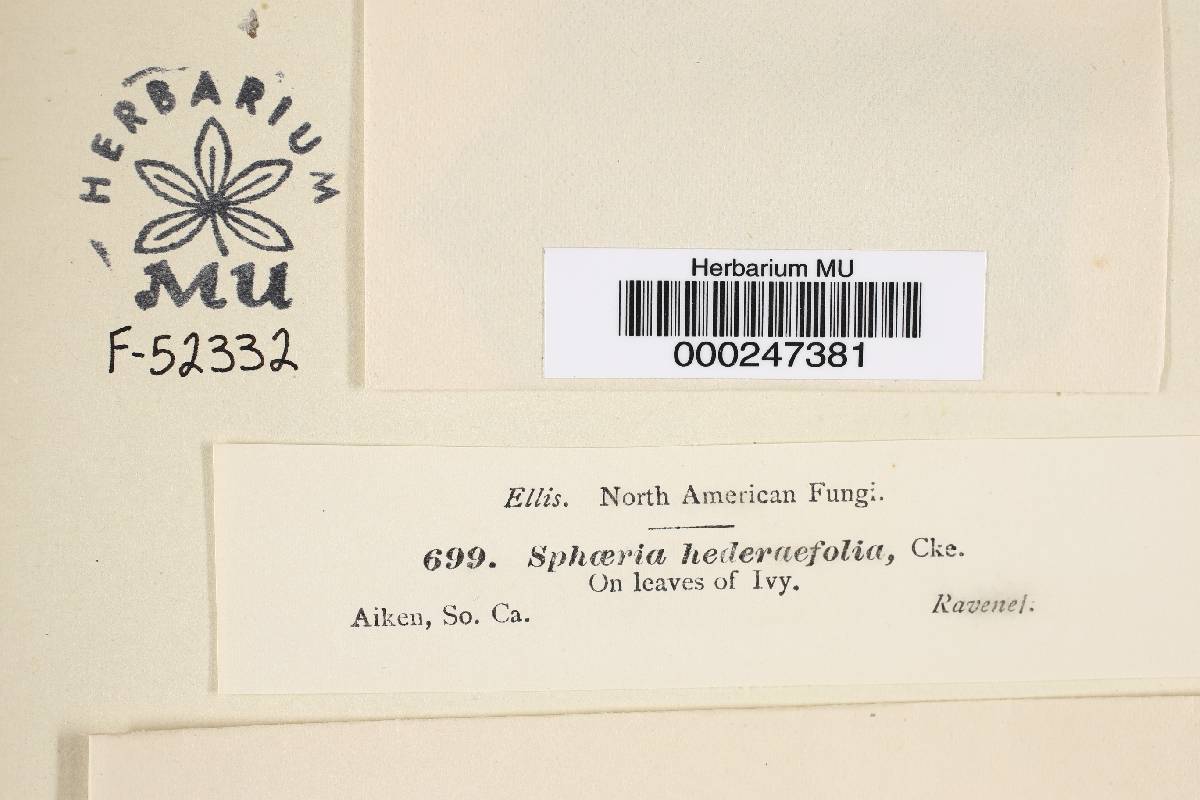 HERBARIUM
MU
F-52332
Herbarium MU
000247381
Ellis. North American Fungi.
699. Sphæria hederaefolia, Cke.
On leaves of Ivy.
Aiken, So. Ca.
Ravenel.